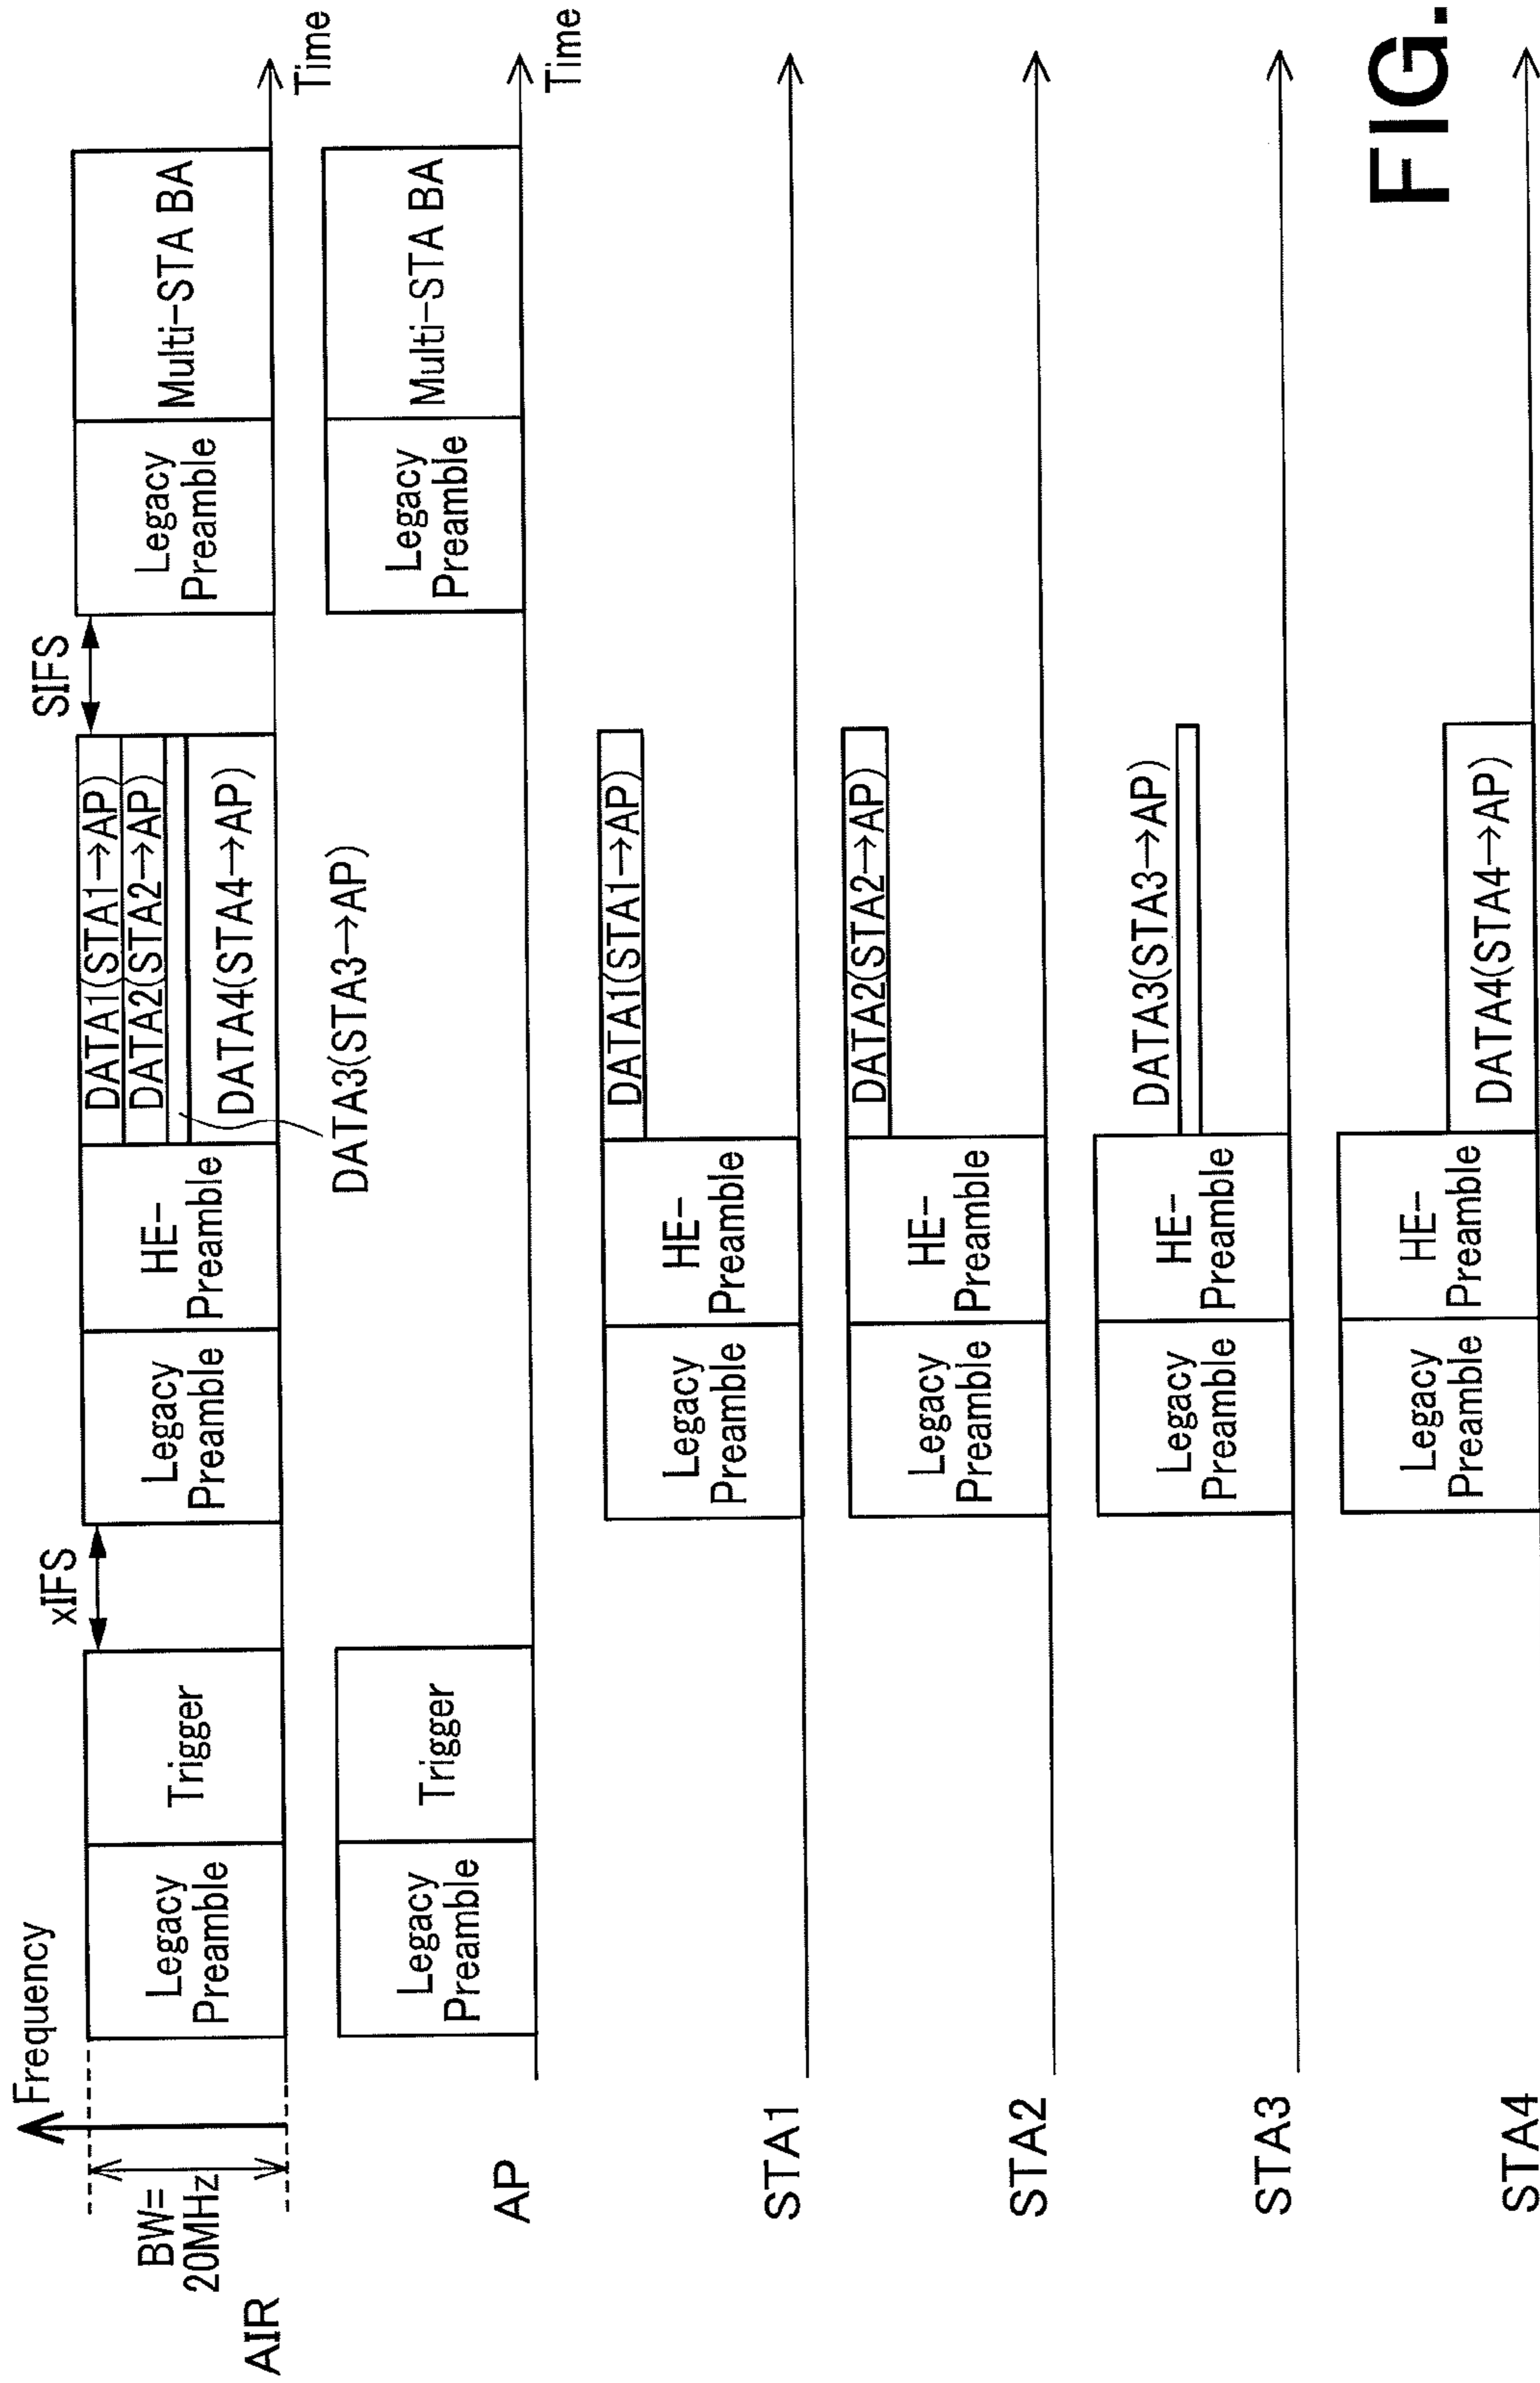 Frequency
BW=
20MHz
AIR
Legacy
Preamble
Trigger
xIFS
Legacy
Preamble
HE-
Preamble
DATA1(STA1→AP)
DATA2(STA2→AP)
DATA4(STA4→AP)
DATA3(STA3→AP)
SIFS
Legacy
Preamble
Multi-STA BA
Time
AP
Legacy
Preamble
Trigger
Legacy
Preamble
Multi-STA BA
Time
STA1
Legacy
Preamble
HE-
Preamble
DATA1(STA1→AP)
STA2
Legacy
Preamble
HE-
Preamble
DATA2(STA2→AP)
STA3
Legacy
Preamble
HE-
Preamble
DATA3(STA3→AP)
STA4
Legacy
Preamble
HE-
Preamble
DATA4(STA4→AP)
FIG.